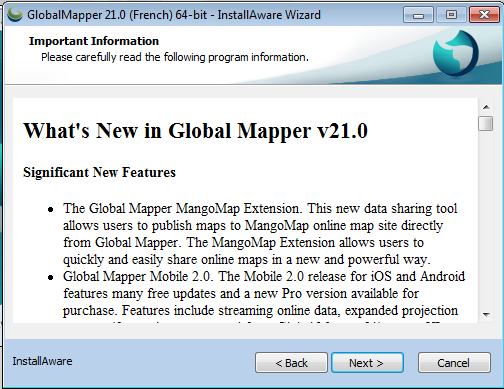 GlobalMapper 21.0 (French) 64-bit - InstallAware Wizard
Important Information
Please carefully read the following program information.
What's New in Global Mapper v21.0
Significant New Features
• The Global Mapper MangoMap Extension. This new data sharing tool
allows users to publish maps to MangoMap online map site directly
from Global Mapper. The MangoMap Extension allows users to
quickly and easily share online maps in a new and powerful way.
• Global Mapper Mobile 2.0. The Mobile 2.0 release for iOS and Android
features many free updates and a new Pro version available for
purchase. Features include streaming online data, expanded projection
InstallAware
< Back
Next >
Cancel